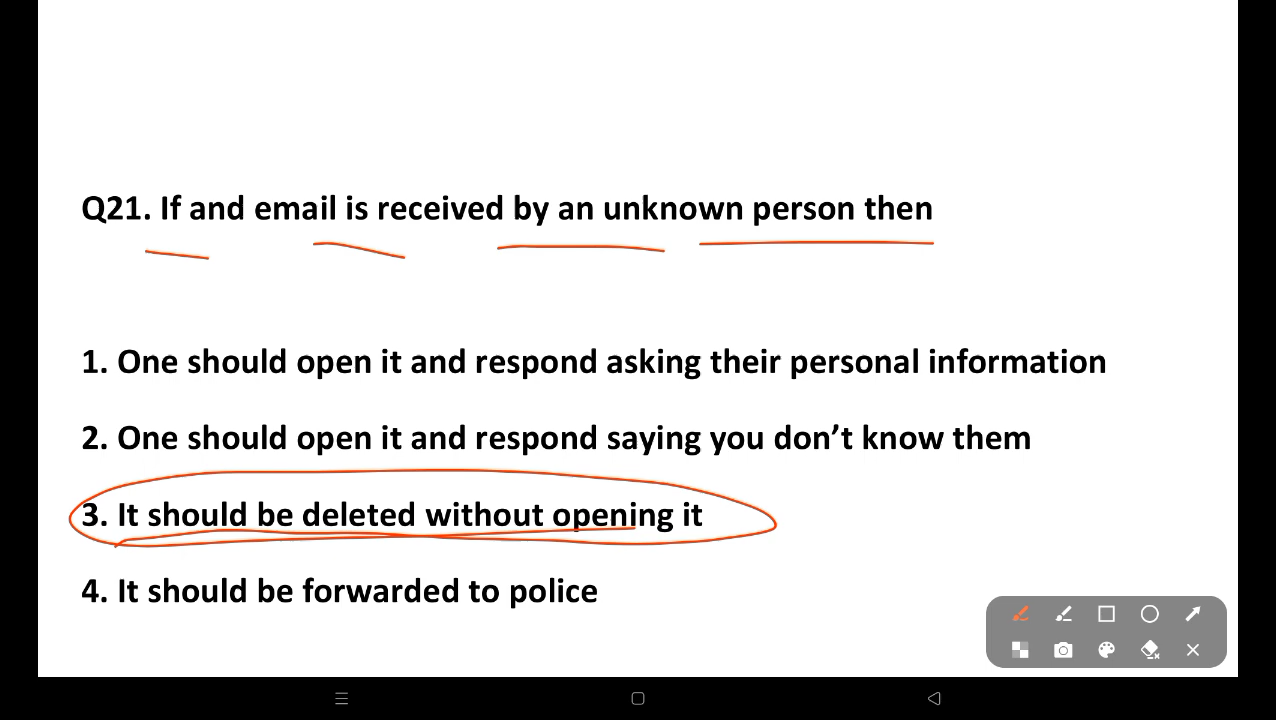 Q21. If and email is received by an unknown person then
1. One should open it and respond asking their personal information
2. One should open it and respond saying you don’t know them
3. It should be deleted without opening it
4. It should be forwarded to police